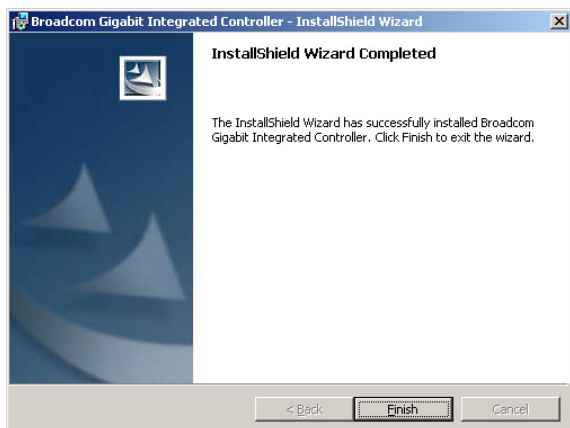 Broadcom Gigabit Integrated Controller - InstallShield Wizard
InstallShield Wizard Completed
The InstallShield Wizard has successfully installed Broadcom
Gigabit Integrated Controller. Click Finish to exit the wizard.
< Back Finish Cancel